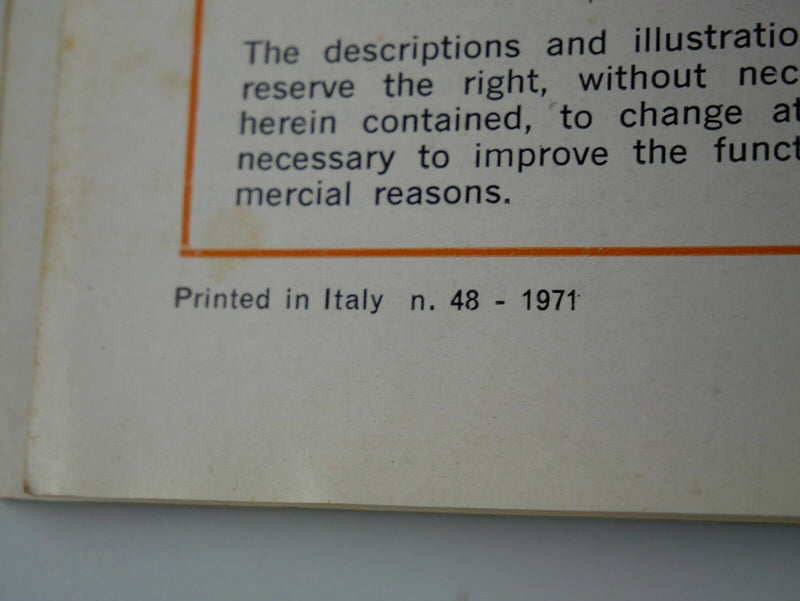 The descriptions and illustratio
reserve the right, without nec
herein contained, to change at
necessary to improve the funct
mercial reasons.
Printed in Italy n. 48 - 1971